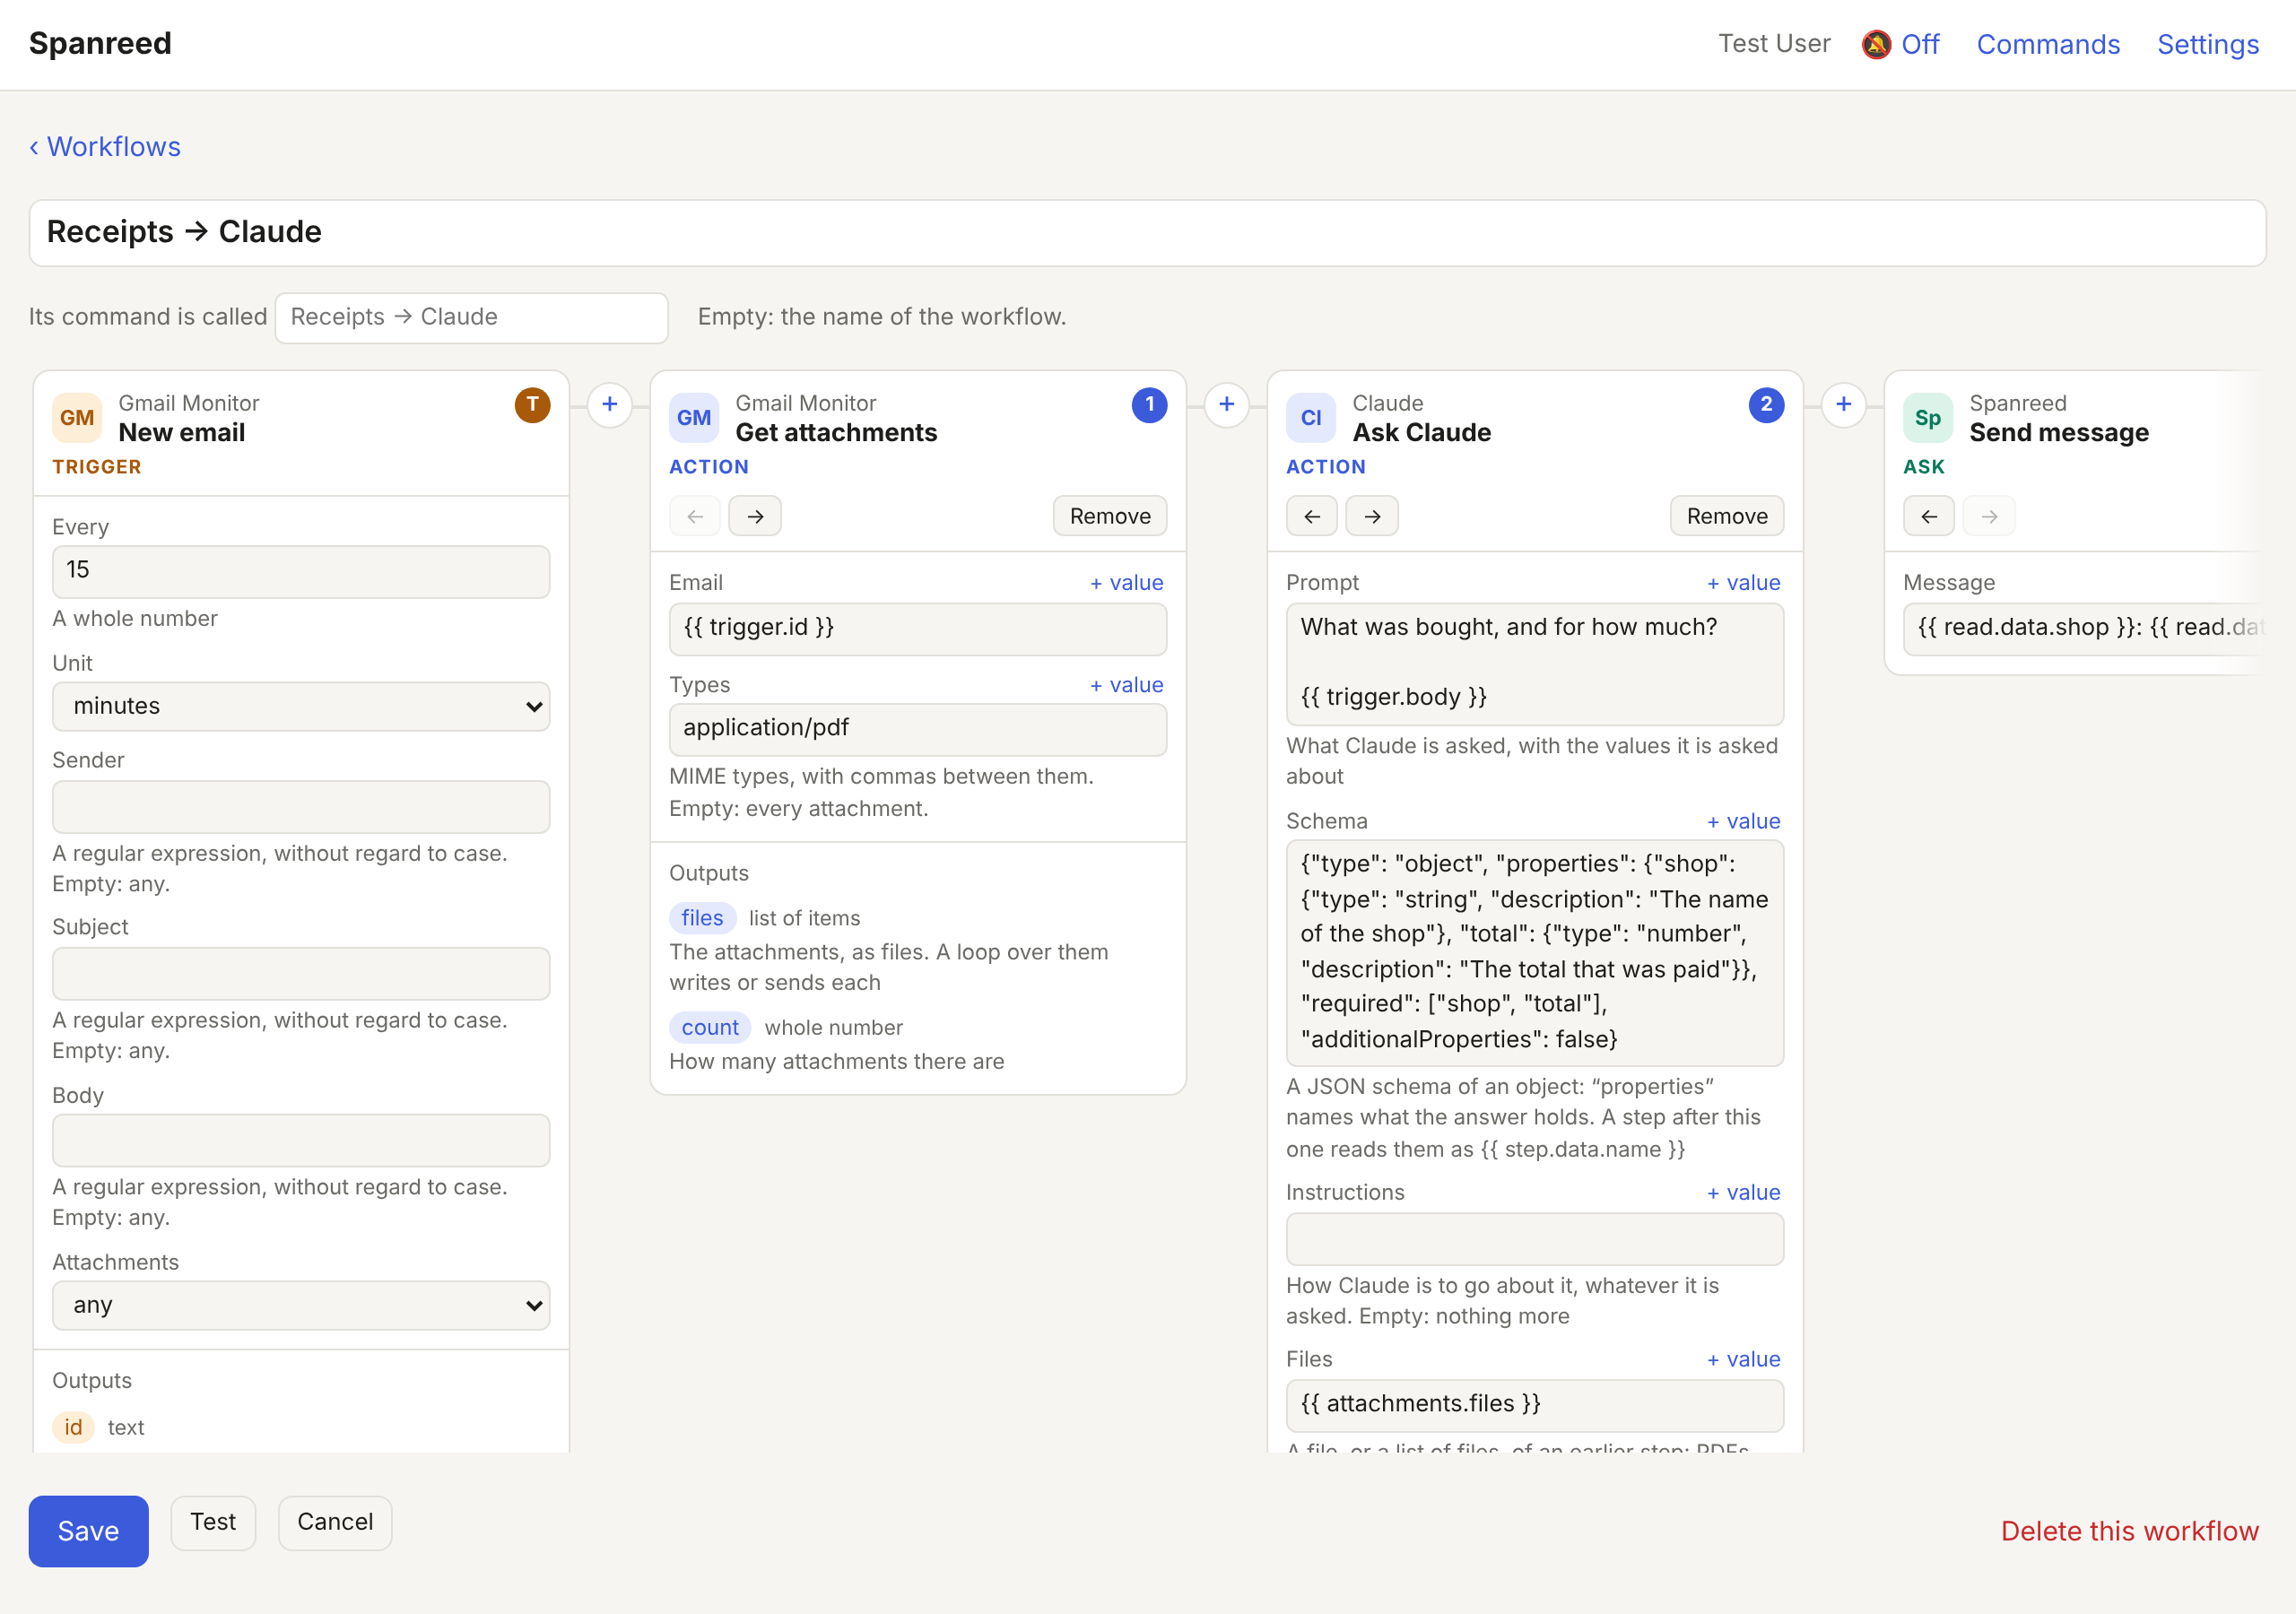 Spanreed
Test User
Off
Commands
Settings
‹ Workflows
Receipts → Claude
Its command is called
Receipts → Claude
Empty: the name of the workflow.
GM
Gmail Monitor
New email
T
TRIGGER
Every
15
A whole number
Unit
minutes
Sender
A regular expression, without regard to case.
Empty: any.
Subject
A regular expression, without regard to case.
Empty: any.
Body
A regular expression, without regard to case.
Empty: any.
Attachments
any
Outputs
id text
+
GM
Gmail Monitor
Get attachments
1
ACTION
← →
Remove
Email
+ value
{{ trigger.id }}
Types
+ value
application/pdf
MIME types, with commas between them.
Empty: every attachment.
Outputs
files list of items
The attachments, as files. A loop over them
writes or sends each
count whole number
How many attachments there are
+
Cl
Claude
Ask Claude
2
ACTION
← →
Remove
Prompt
+ value
What was bought, and for how much?
{{ trigger.body }}
What Claude is asked, with the values it is asked
about
Schema
+ value
{"type": "object", "properties": {"shop":
{"type": "string", "description": "The name
of the shop"}, "total": {"type": "number",
"description": "The total that was paid"}},
"required": ["shop", "total"],
"additionalProperties": false}
A JSON schema of an object: “properties”
names what the answer holds. A step after this
one reads them as {{ step.data.name }}
Instructions
+ value
How Claude is to go about it, whatever it is
asked. Empty: nothing more
Files
+ value
{{ attachments.files }}
A file, or a list of files, of an earlier step: PDFs
+
Sp
Spanreed
Send message
ASK
← →
Message
{{ read.data.shop }}: {{ read.dat
Save
Test
Cancel
Delete this workflow